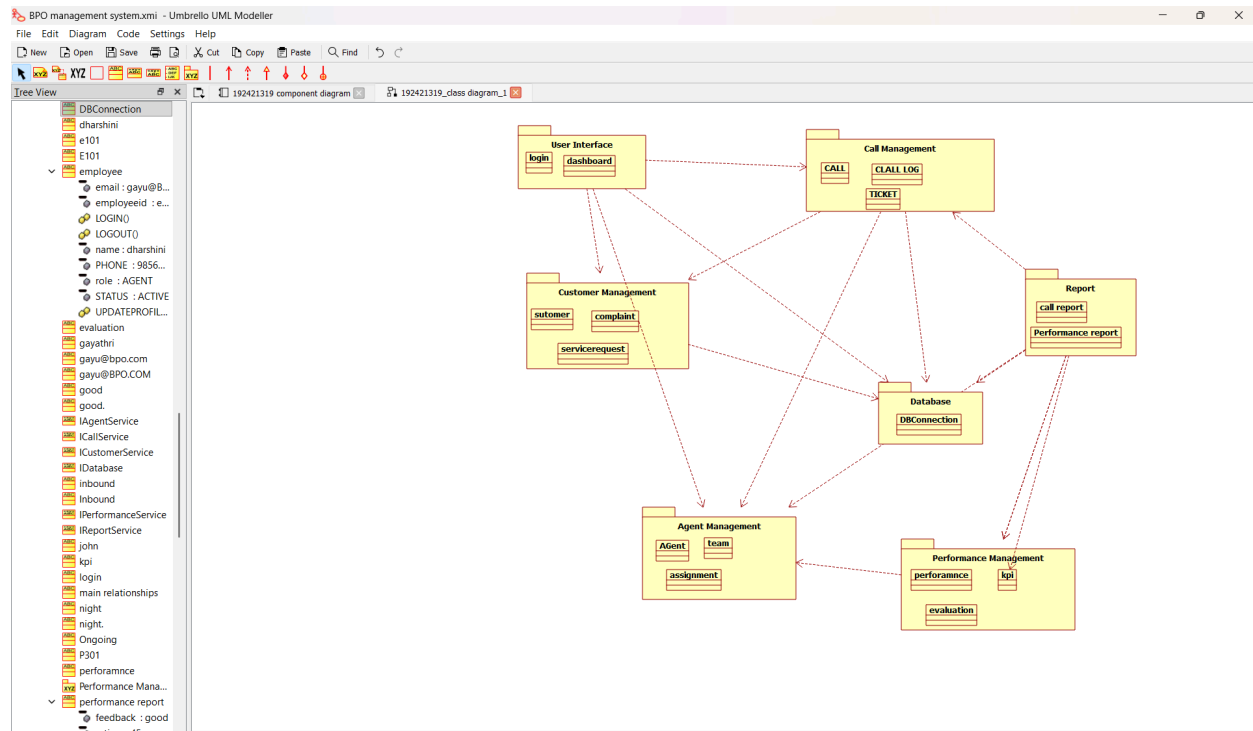 BPO management system.xmi - Umbrello UML Modeller
File Edit Diagram Code Settings Help
New Open Save Cut Copy Paste Find
XYZ XYZ ABC ABC ABC XYZ
Tree View
192421319 component diagram
192421319_class diagram_1
DBConnection
dharshini
e101
E101
employee
email : gayu@B...
employeeid : e...
LOGIN()
LOGOUT()
name : dharshini
PHONE : 9856...
role : AGENT
STATUS : ACTIVE
UPDATEPROFIL...
evaluation
gayathri
gayu@bpo.com
gayu@BPO.COM
good
good.
IAgentService
ICallService
ICustomerService
IDatabase
inbound
Inbound
IPerformanceService
IReportService
john
kpi
login
main relationships
night
night.
Ongoing
P301
perforamnce
Performance Mana...
performance report
feedback : good
User Interface
login
dashboard
Call Management
CALL
CLALL LOG
TICKET
Customer Management
sutomer
complaint
servicerequest
Report
call report
Performance report
Database
DBConnection
Agent Management
AGent
team
assignment
Performance Management
perforamnce
kpi
evaluation